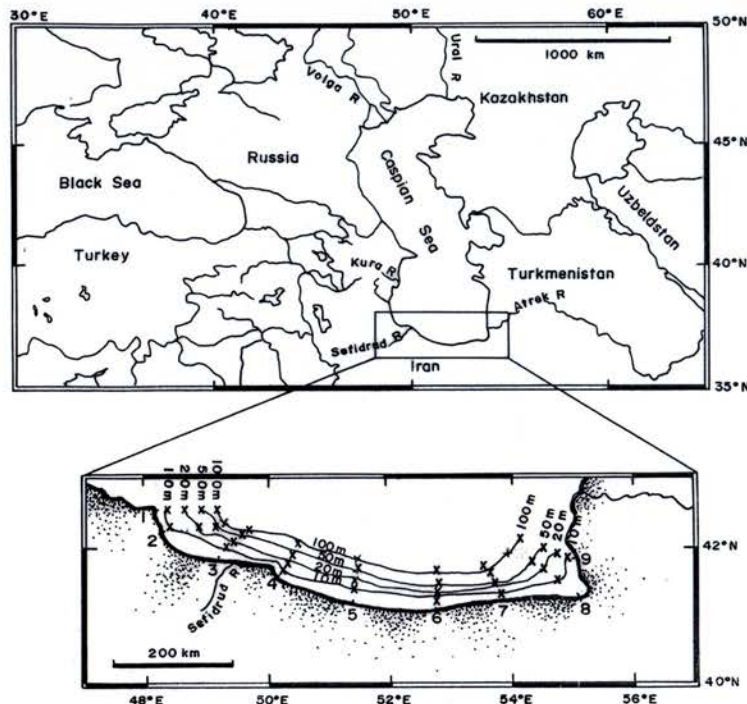 30°E 40° 50° 60° 50°N
1000 km
Ural R
Volga R
Kazakhstan
45°N
Russia
Caspian Sea
Black Sea
Uzbeldstan
Turkey
Kura R
40°N
Turkmenistan
Atrek R
Sefidrud R
Iran
35°N
10m 20m 50m 100m
1
2
3
4
5
6
7
8
9
100m 50m 20m 10m
100m
50m
20m
10m
42°N
Sefidrud R
200 km
40°N
48°E 50°E 52°E 54°E 56°E